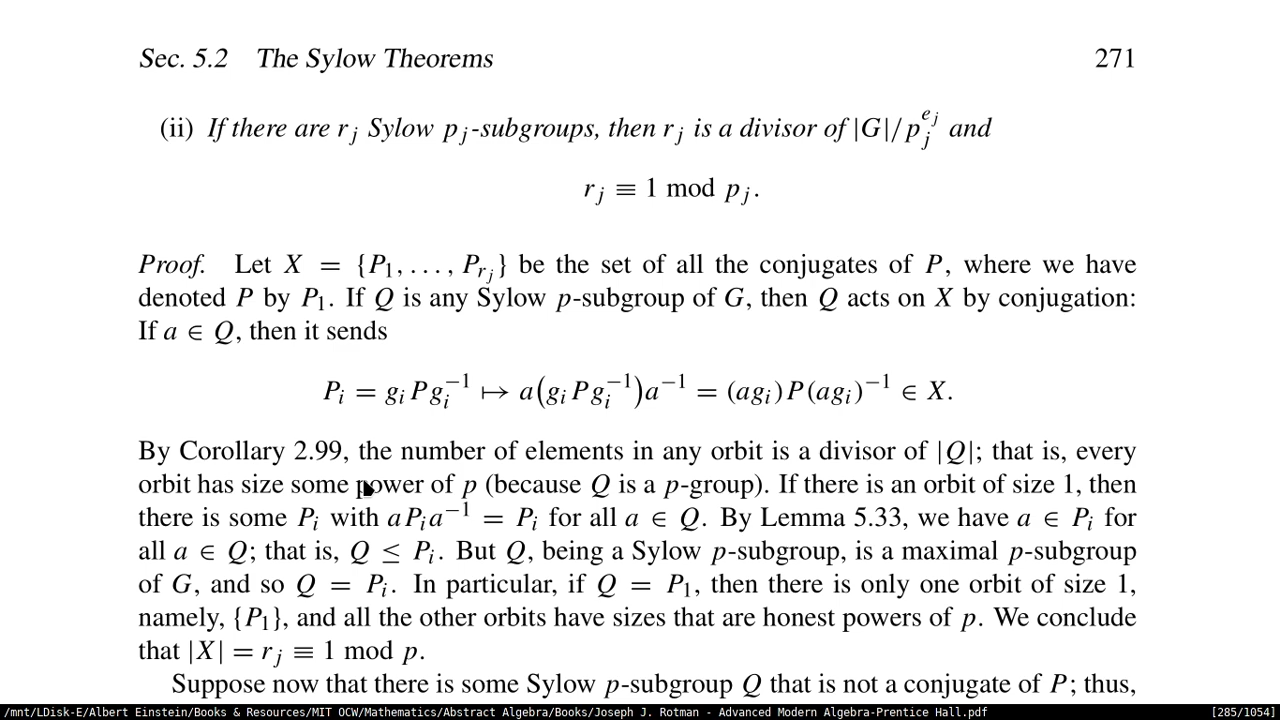 Sec. 5.2 The Sylow Theorems 271
(ii) If there are r_j Sylow p_j-subgroups, then r_j is a divisor of |G|/p_j^{e_j} and
r_j ≡ 1 mod p_j.
Proof. Let X = {P_1, . . . , P_{r_j}} be the set of all the conjugates of P, where we have
denoted P by P_1. If Q is any Sylow p-subgroup of G, then Q acts on X by conjugation:
If a ∈ Q, then it sends
P_i = g_i P g_i^{-1} ↦ a(g_i P g_i^{-1})a^{-1} = (ag_i)P(ag_i)^{-1} ∈ X.
By Corollary 2.99, the number of elements in any orbit is a divisor of |Q|; that is, every
orbit has size some power of p (because Q is a p-group). If there is an orbit of size 1, then
there is some P_i with aP_ia^{-1} = P_i for all a ∈ Q. By Lemma 5.33, we have a ∈ P_i for
all a ∈ Q; that is, Q ≤ P_i. But Q, being a Sylow p-subgroup, is a maximal p-subgroup
of G, and so Q = P_i. In particular, if Q = P_1, then there is only one orbit of size 1,
namely, {P_1}, and all the other orbits have sizes that are honest powers of p. We conclude
that |X| = r_j ≡ 1 mod p.
Suppose now that there is some Sylow p-subgroup Q that is not a conjugate of P; thus,
/mnt/LDisk-E/Albert Einstein/Books & Resources/MIT OCW/Mathematics/Abstract Algebra/Books/Joseph J. Rotman - Advanced Modern Algebra-Prentice Hall.pdf [285/1054]